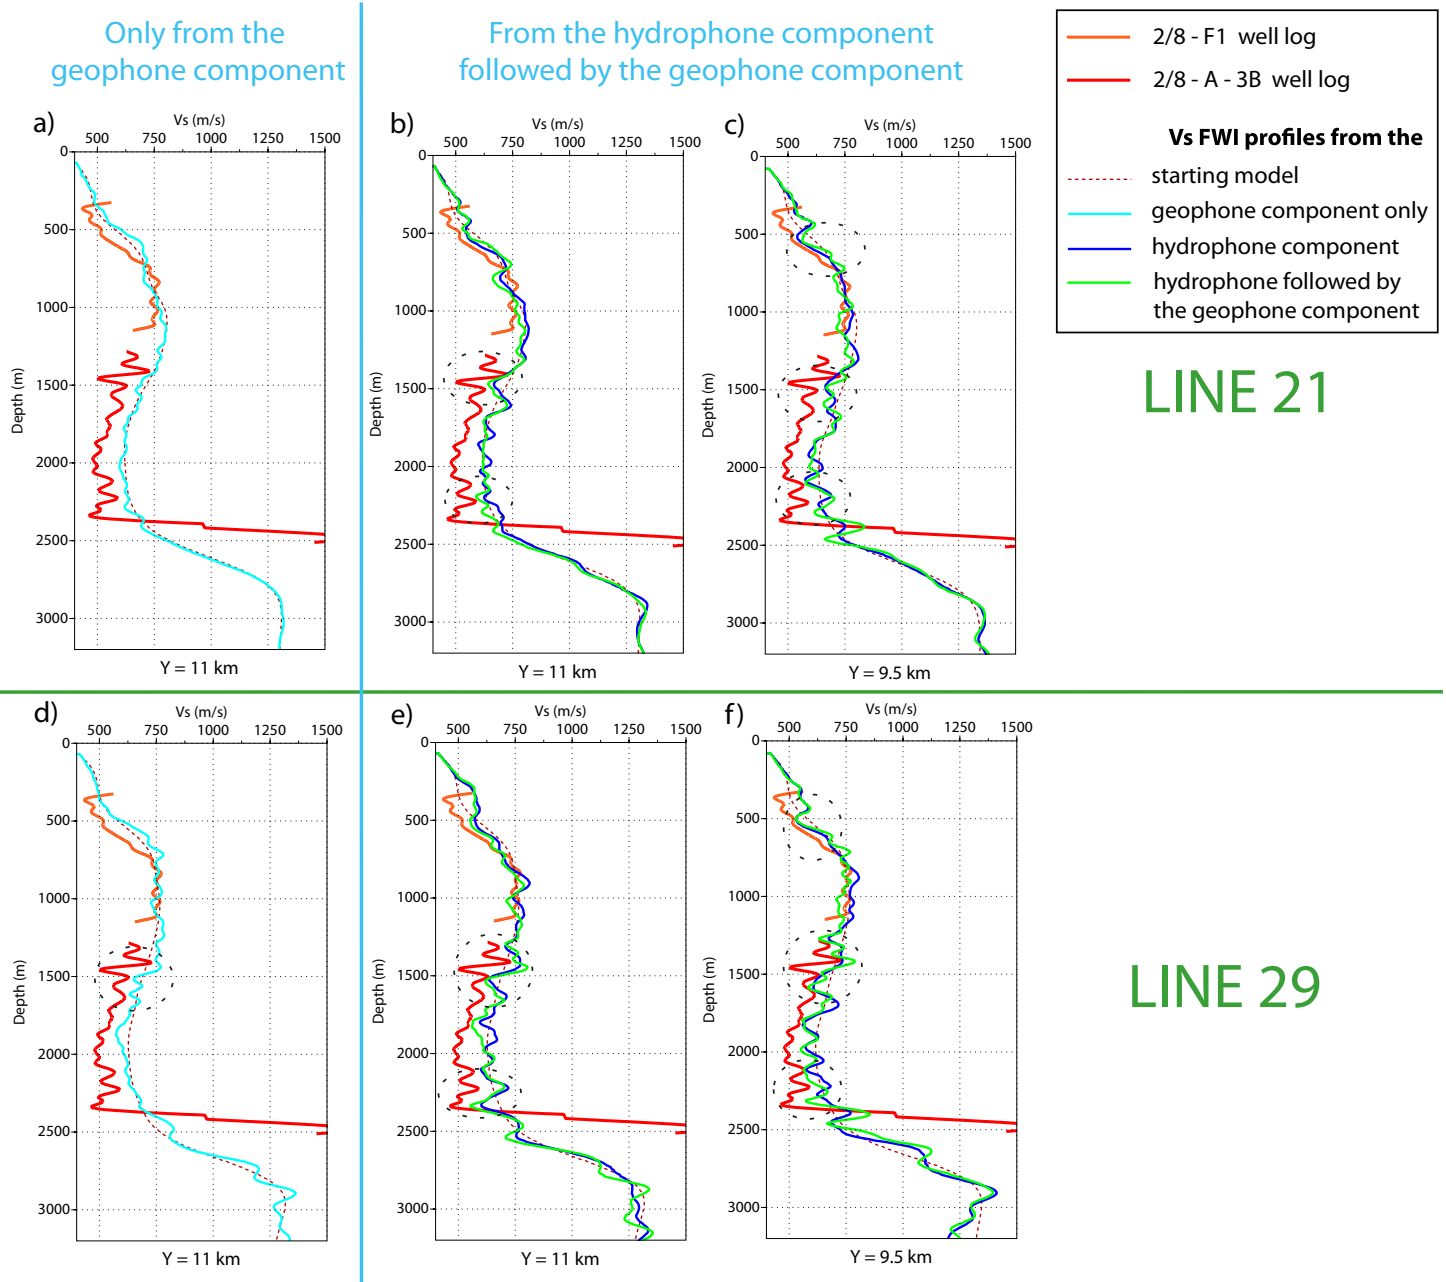 Only from the
geophone component
From the hydrophone component
followed by the geophone component
2/8 - F1 well log
2/8 - A - 3B well log
Vs FWI profiles from the
starting model
geophone component only
hydrophone component
hydrophone followed by
the geophone component
a)
Vs (m/s)
500 750 1000 1250 1500
Depth (m)
0
500
1000
1500
2000
2500
3000
Y = 11 km
b)
Vs (m/s)
500 750 1000 1250 1500
Depth (m)
0
500
1000
1500
2000
2500
3000
Y = 11 km
c)
Vs (m/s)
500 750 1000 1250 1500
Depth (m)
0
500
1000
1500
2000
2500
3000
Y = 9.5 km
LINE 21
d)
Vs (m/s)
500 750 1000 1250 1500
Depth (m)
0
500
1000
1500
2000
2500
3000
Y = 11 km
e)
Vs (m/s)
500 750 1000 1250 1500
Depth (m)
0
500
1000
1500
2000
2500
3000
Y = 11 km
f)
Vs (m/s)
500 750 1000 1250 1500
Depth (m)
0
500
1000
1500
2000
2500
3000
Y = 9.5 km
LINE 29